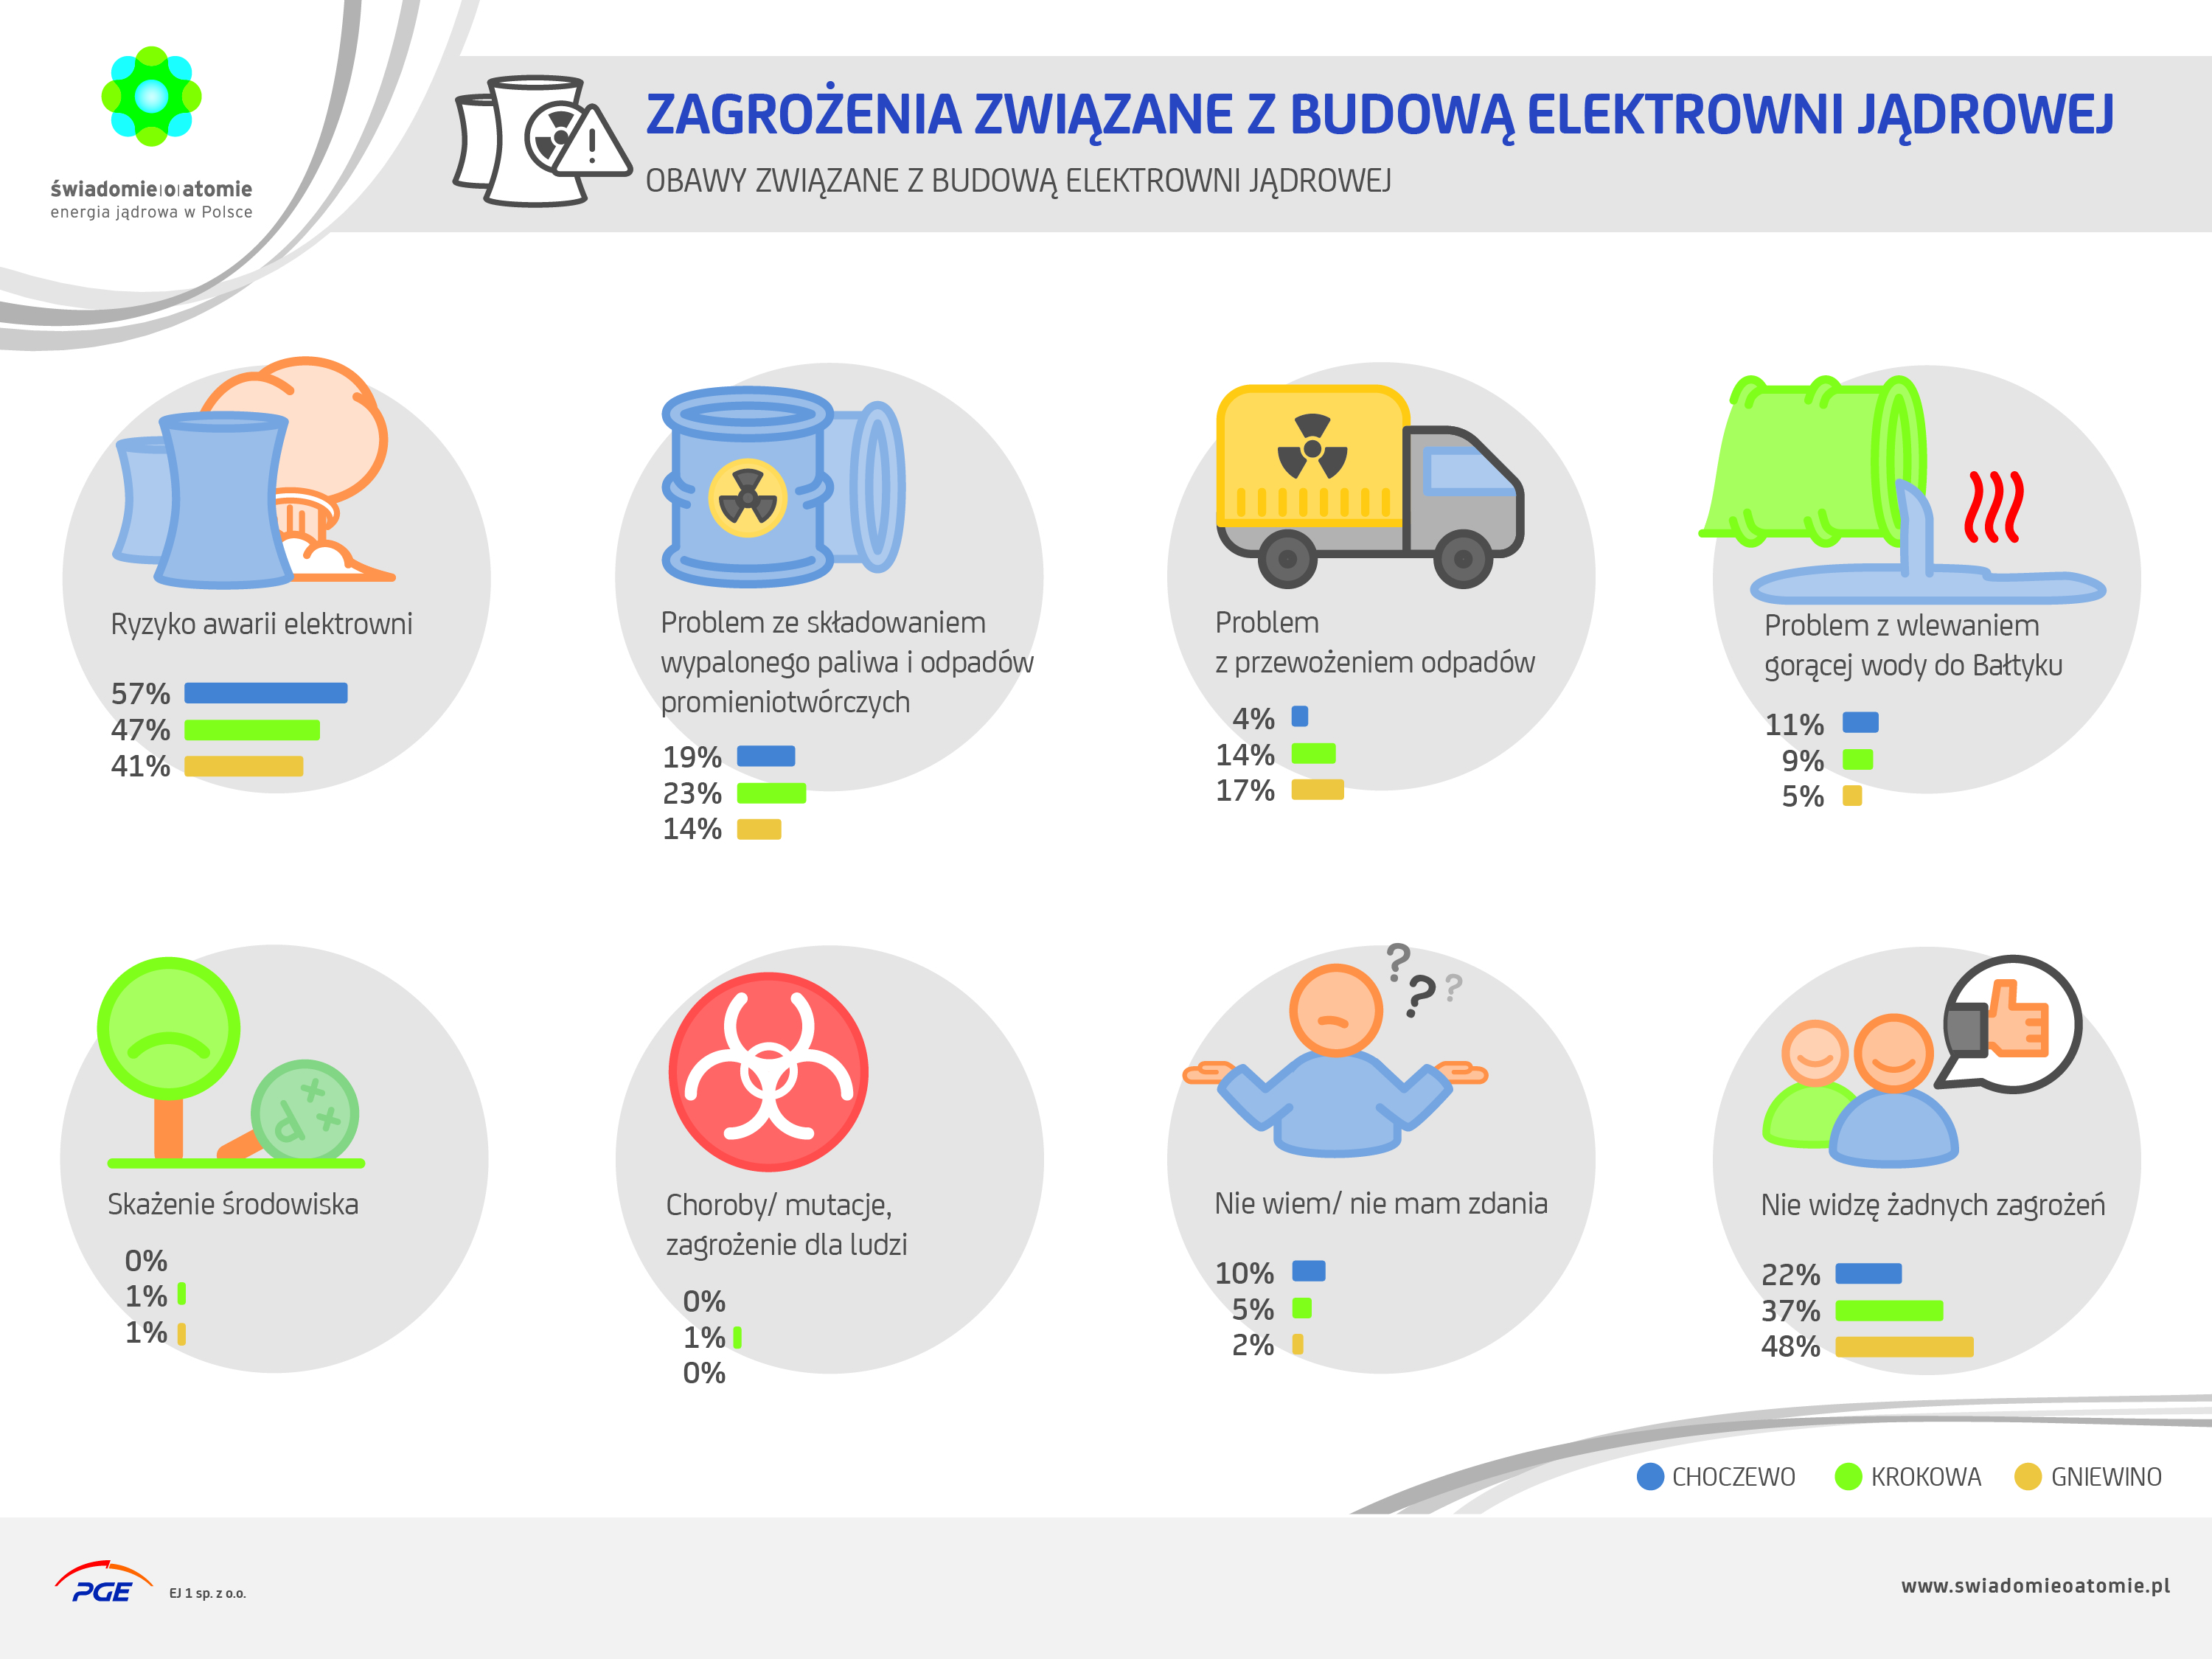 świadomie|o|atomie
energia jądrowa w Polsce
ZAGROŻENIA ZWIĄZANE Z BUDOWĄ ELEKTROWNI JĄDROWEJ
OBAWY ZWIĄZANE Z BUDOWĄ ELEKTROWNI JĄDROWEJ
Ryzyko awarii elektrowni
57%
47%
41%
Problem ze składowaniem
wypalonego paliwa i odpadów
promieniotwórczych
19%
23%
14%
Problem
z przewożeniem odpadów
4%
14%
17%
Problem z wlewaniem
gorącej wody do Bałtyku
11%
9%
5%
Skażenie środowiska
0%
1%
1%
Choroby/ mutacje,
zagrożenie dla ludzi
0%
1%
0%
? ? ?
Nie wiem/ nie mam zdania
10%
5%
2%
Nie widzę żadnych zagrożeń
22%
37%
48%
CHOCZEWO KROKOWA GNIEWINO
PGE EJ 1 sp. z o.o.
www.swiadomieoatomie.pl